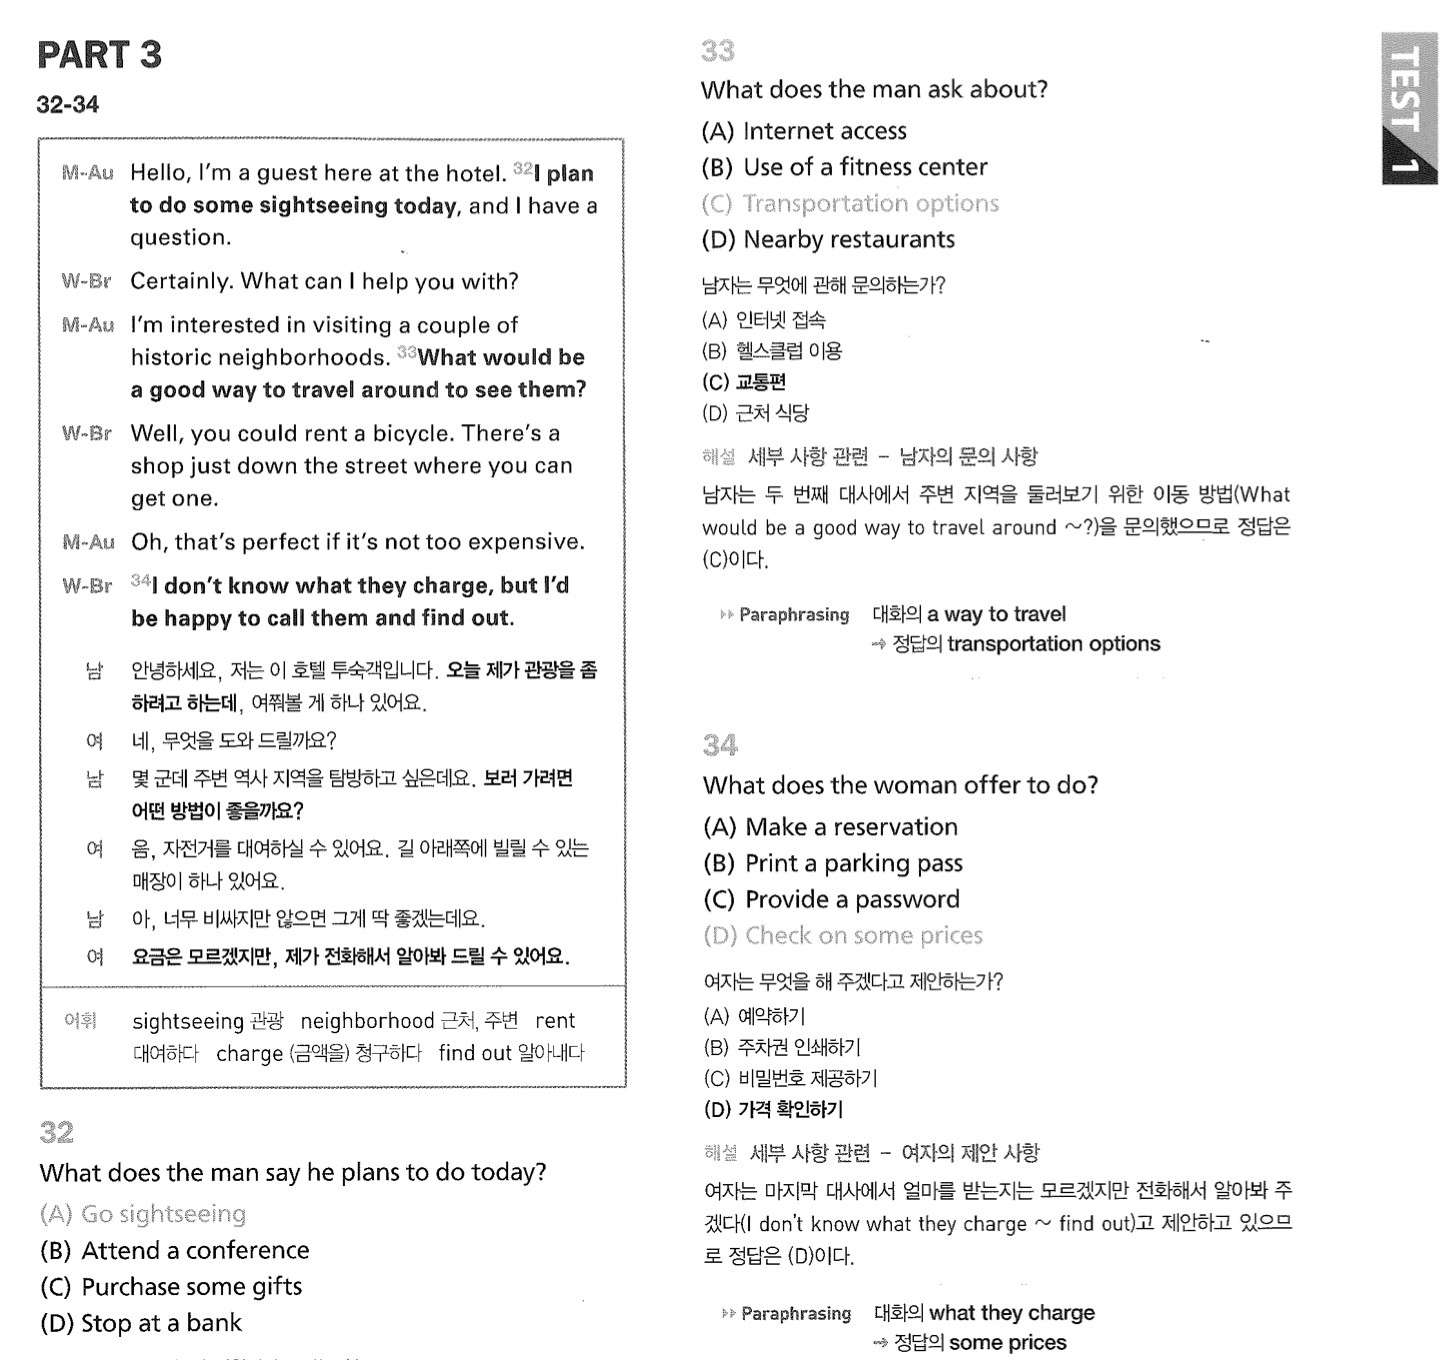 PART 3
32-34
M-Au Hello, I'm a guest here at the hotel. 32I plan
to do some sightseeing today, and I have a
question.
W-Br Certainly. What can I help you with?
M-Au I'm interested in visiting a couple of
historic neighborhoods. 33What would be
a good way to travel around to see them?
W-Br Well, you could rent a bicycle. There's a
shop just down the street where you can
get one.
M-Au Oh, that's perfect if it's not too expensive.
W-Br 34I don't know what they charge, but I'd
be happy to call them and find out.
남 안녕하세요, 저는 이 호텔 투숙객입니다. 오늘 제가 관광을 좀
하려고 하는데, 여쭤볼 게 하나 있어요.
여 네, 무엇을 도와 드릴까요?
남 몇 군데 주변 역사 지역을 탐방하고 싶은데요. 보러 가려면
어떤 방법이 좋을까요?
여 음, 자전거를 대여하실 수 있어요. 길 아래쪽에 빌릴 수 있는
매장이 하나 있어요.
남 아, 너무 비싸지만 않으면 그게 딱 좋겠는데요.
여 요금은 모르겠지만, 제가 전화해서 알아봐 드릴 수 있어요.
어휘 sightseeing 관광 neighborhood 근처, 주변 rent
대여하다 charge (금액을) 청구하다 find out 알아내다
32
What does the man say he plans to do today?
(A) Go sightseeing
(B) Attend a conference
(C) Purchase some gifts
(D) Stop at a bank
33
What does the man ask about?
(A) Internet access
(B) Use of a fitness center
(C) Transportation options
(D) Nearby restaurants
남자는 무엇에 관해 문의하는가?
(A) 인터넷 접속
(B) 헬스클럽 이용
(C) 교통편
(D) 근처 식당
해설 세부 사항 관련 - 남자의 문의 사항
남자는 두 번째 대사에서 주변 지역을 둘러보기 위한 이동 방법(What
would be a good way to travel around ~?)을 문의했으므로 정답은
(C)이다.
▸▸ Paraphrasing 대화의 a way to travel
→ 정답의 transportation options
34
What does the woman offer to do?
(A) Make a reservation
(B) Print a parking pass
(C) Provide a password
(D) Check on some prices
여자는 무엇을 해 주겠다고 제안하는가?
(A) 예약하기
(B) 주차권 인쇄하기
(C) 비밀번호 제공하기
(D) 가격 확인하기
해설 세부 사항 관련 - 여자의 제안 사항
여자는 마지막 대사에서 얼마를 받는지는 모르겠지만 전화해서 알아봐 주
겠다(I don't know what they charge ~ find out)고 제안하고 있으므
로 정답은 (D)이다.
▸▸ Paraphrasing 대화의 what they charge
→ 정답의 some prices
TEST 1